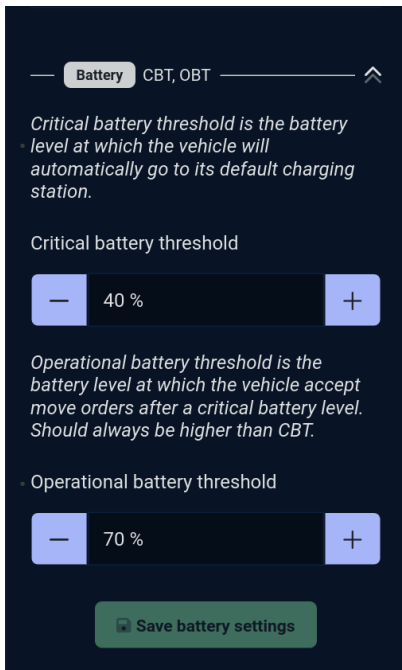 Battery CBT, OBT
Critical battery threshold is the battery
level at which the vehicle will
automatically go to its default charging
station.
Critical battery threshold
40 %
Operational battery threshold is the
battery level at which the vehicle accept
move orders after a critical battery level.
Should always be higher than CBT.
Operational battery threshold
70 %
Save battery settings